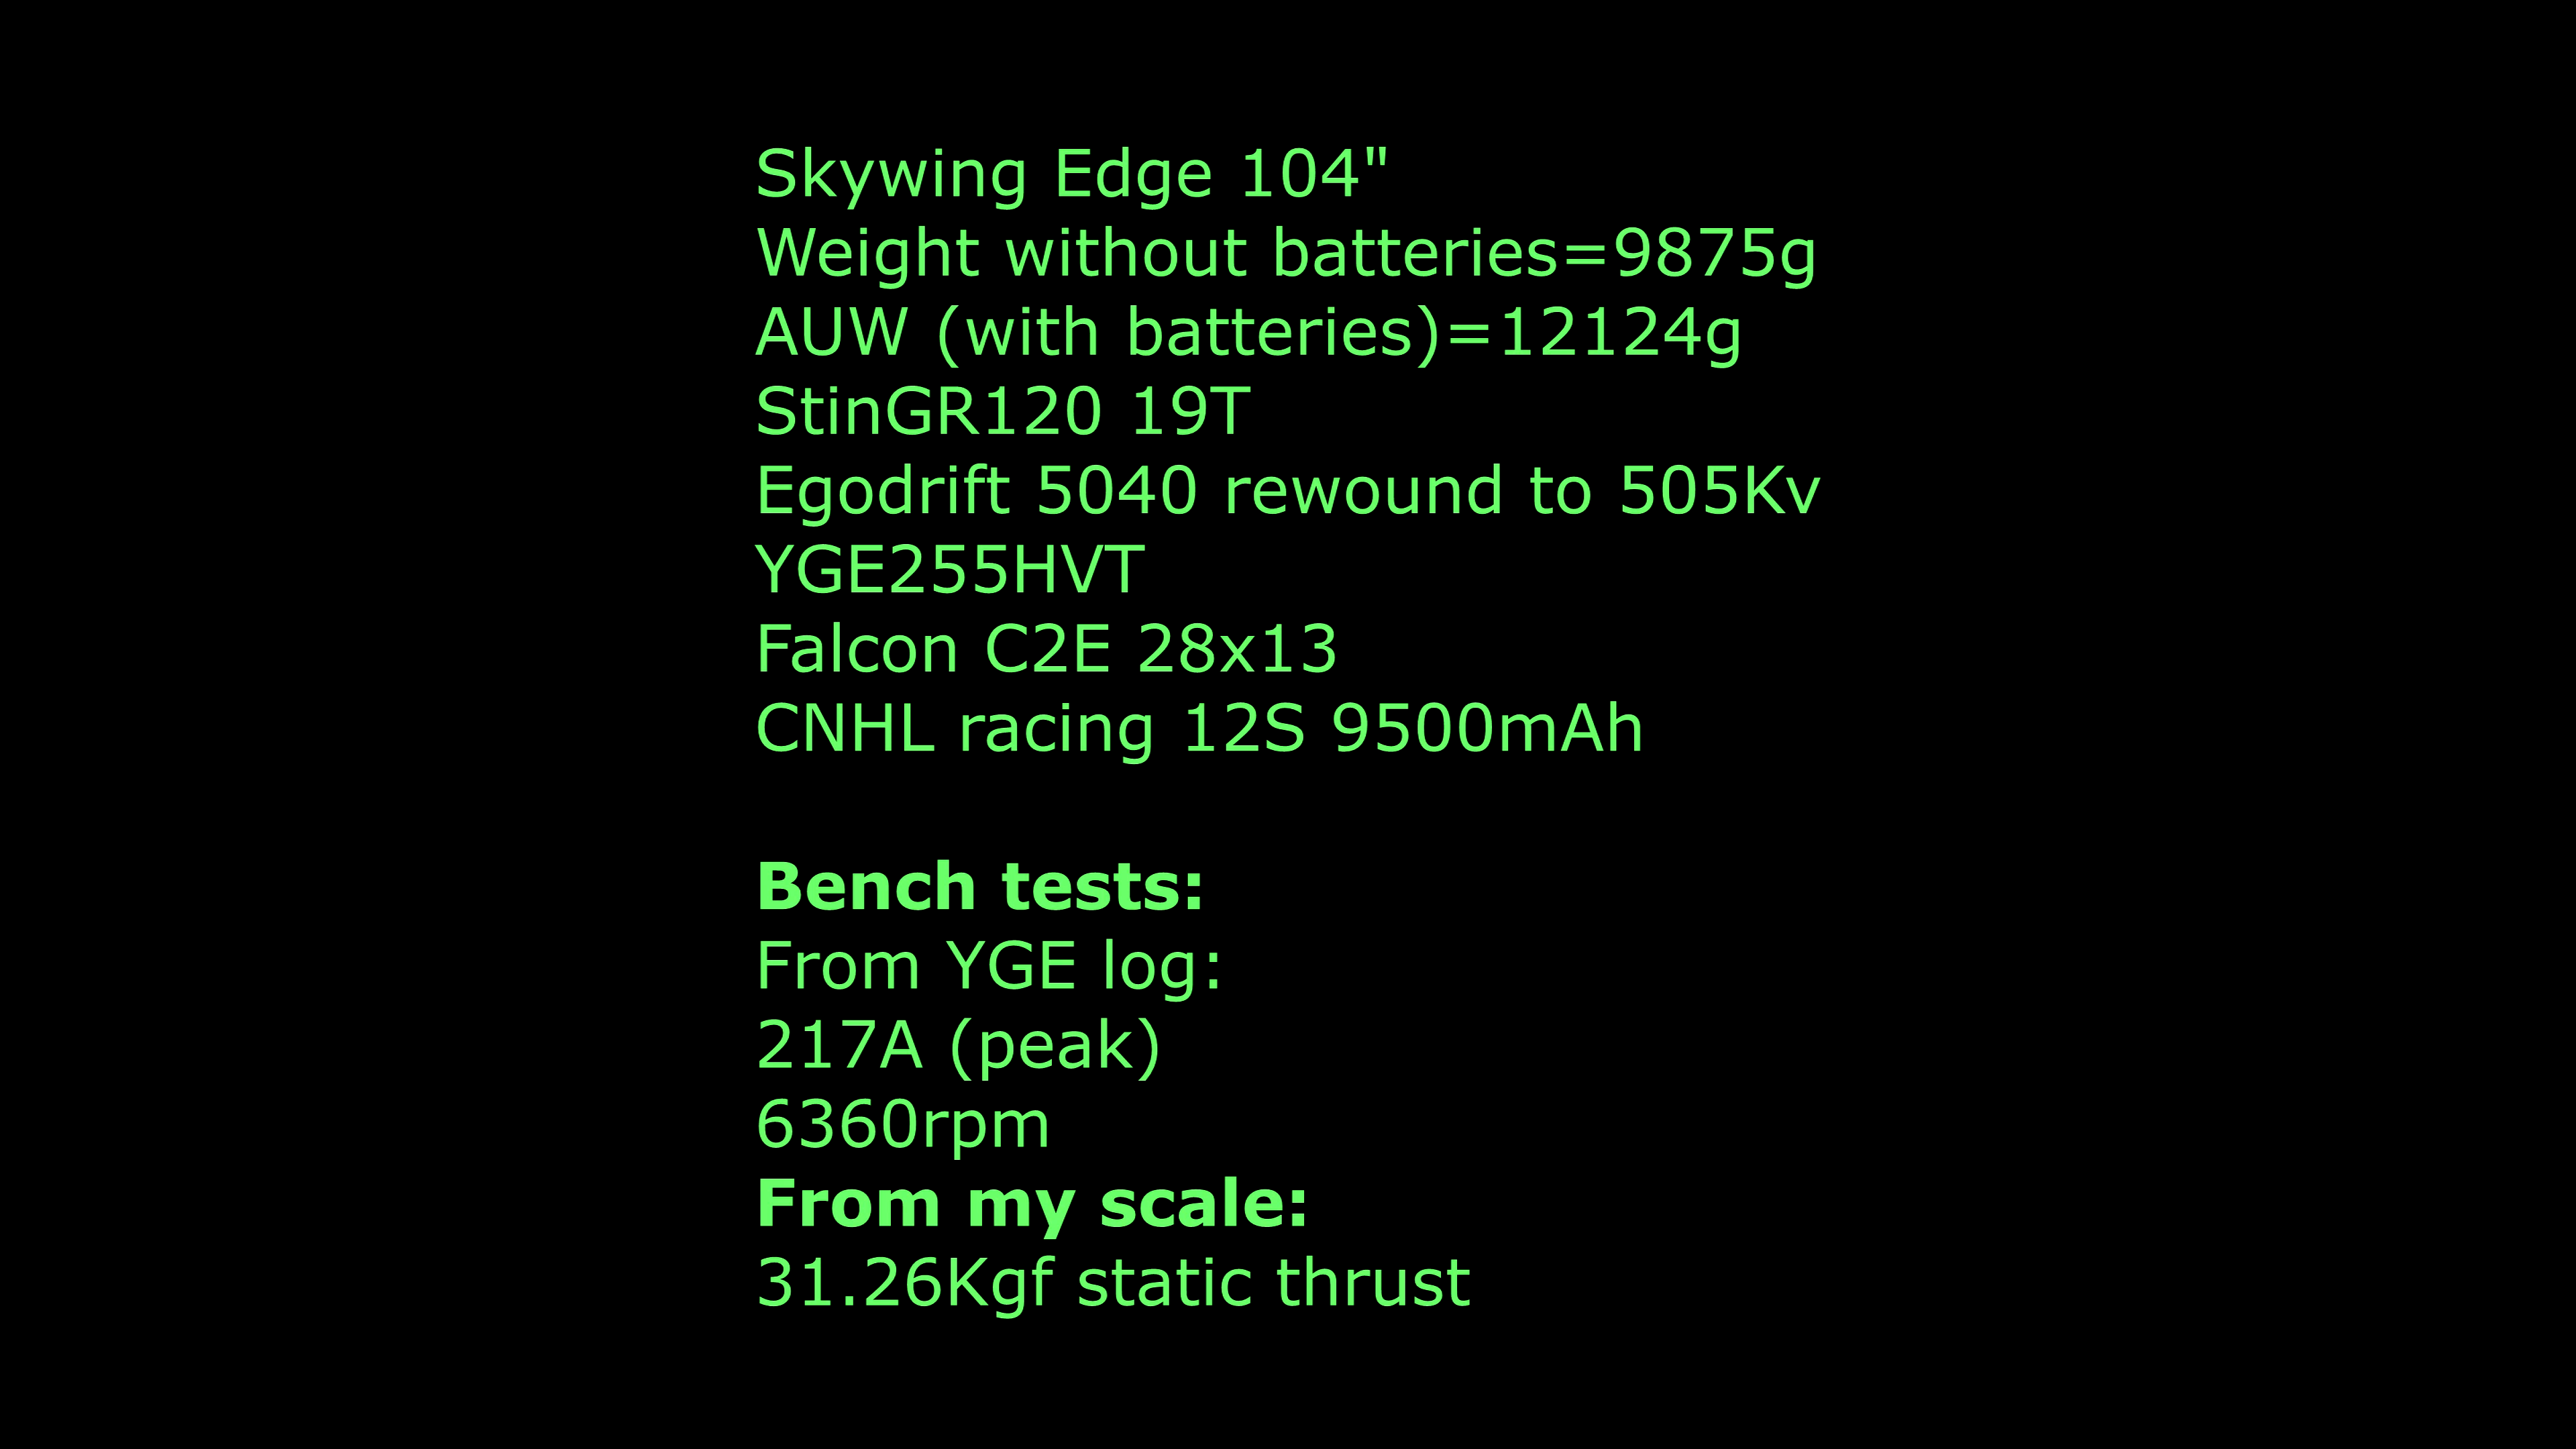 Skywing Edge 104"
Weight without batteries=9875g
AUW (with batteries)=12124g
StinGR120 19T
Egodrift 5040 rewound to 505Kv
YGE255HVT
Falcon C2E 28x13
CNHL racing 12S 9500mAh
Bench tests:
From YGE log:
217A (peak)
6360rpm
From my scale:
31.26Kgf static thrust